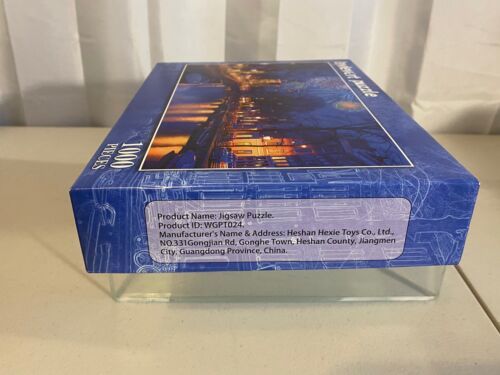 puzzle
1000
PIECES
Product Name: Jigsaw Puzzle.
Product ID: WGPT024.
Manufacturer's Name & Address: Heshan Hexie Toys Co., Ltd.,
NO.331Gongjian Rd, Gonghe Town, Heshan County, Jiangmen
City, Guangdong Province, China.